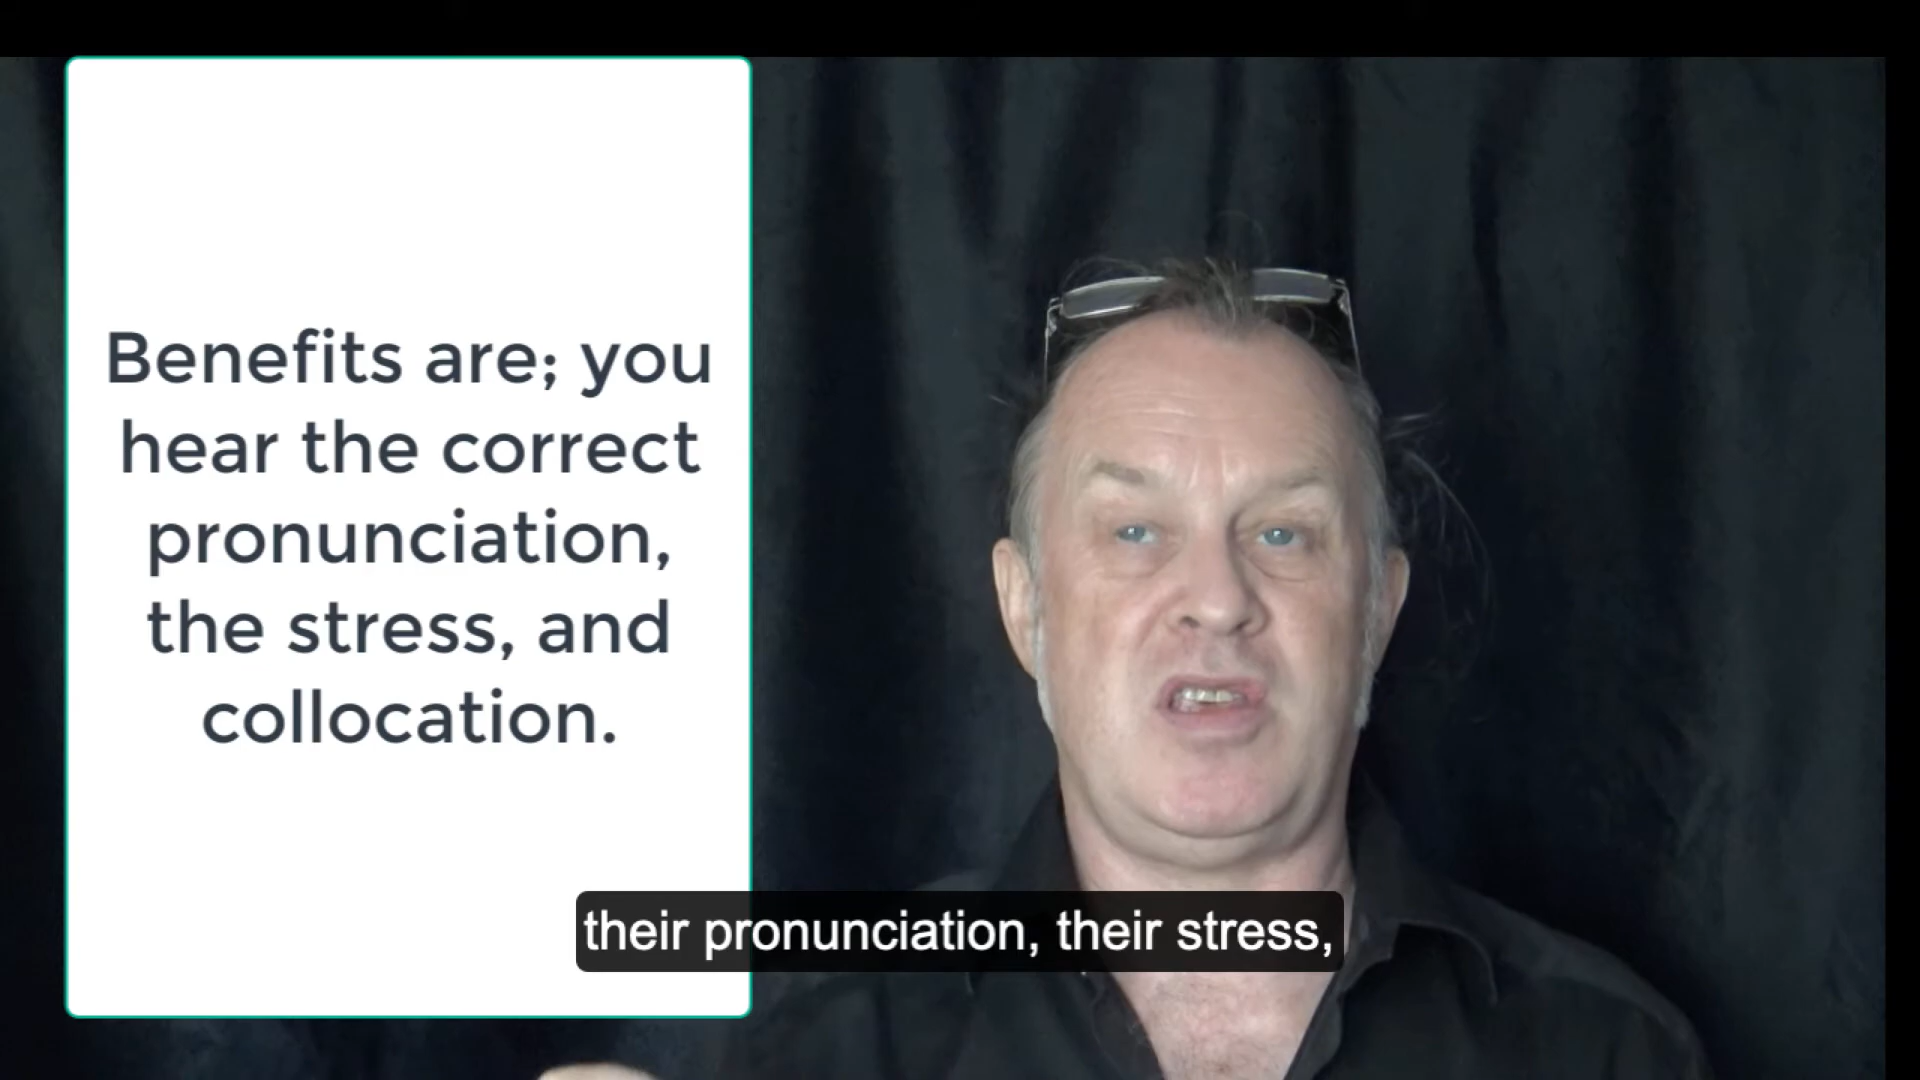 Benefits are; you
hear the correct
pronunciation,
the stress, and
collocation.
their pronunciation, their stress,